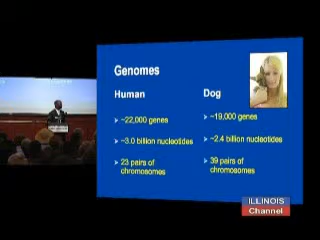 Genomes
Human
Dog
~22,000 genes
~19,000 genes
~3.0 billion nucleotides
~2.4 billion nucleotides
23 pairs of
chromosomes
39 pairs of
chromosomes
ILLINOIS
Channel